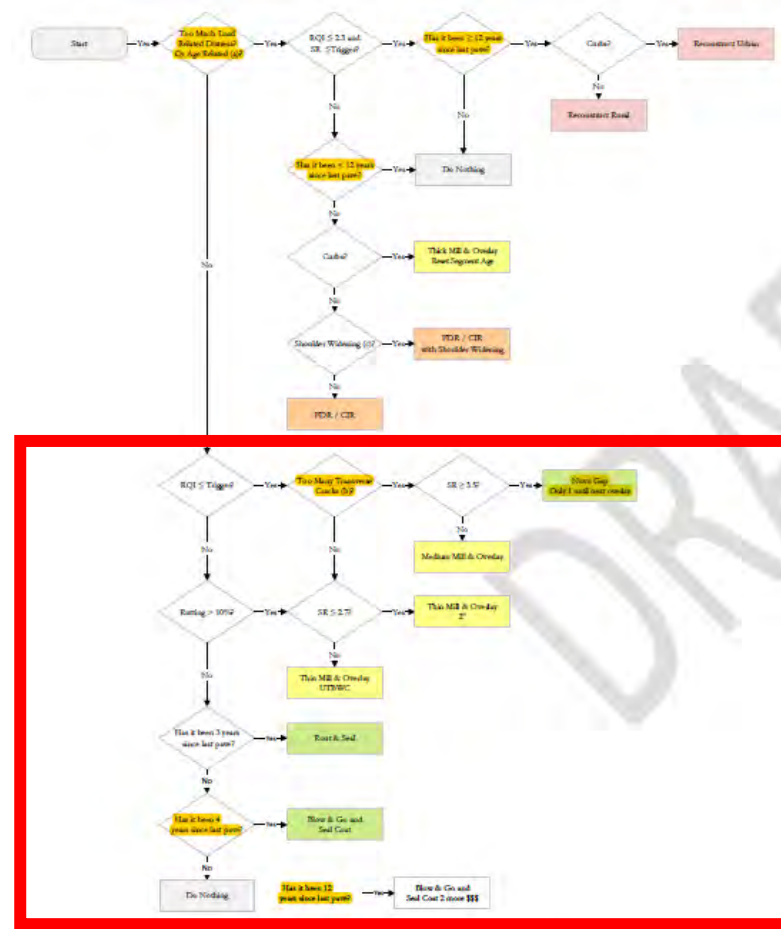 Start
Yes
Too Much Load
Related Distress?
Or Age Related (a)?
Yes
RQI ≤ 2.3 and
SR ≤Trigger?
Yes
Has it been ≥ 12 years
since last pave?
Yes
Curbs?
Yes
Reconstruct Urban
No
Reconstruct Rural
No
No
Has it been < 12 years
since last pave?
Yes
Do Nothing
No
Curbs?
Yes
Thick Mill & Overlay
Reset Segment Age
No
No
Shoulder Widening (c)?
Yes
FDR / CIR
with Shoulder Widening
No
FDR / CIR
RQI ≤ Trigger?
Yes
Too Many Transverse
Cracks (b)?
Yes
SR ≥ 2.5?
Yes
Only 1 until next overlay
No
Medium Mill & Overlay
No
No
Rutting > 10%?
Yes
SR ≤ 2.7?
Yes
Thin Mill & Overlay
2"
No
Thin Mill & Overlay
UTBWC
No
Has it been 3 years
since last pave?
Yes
Rout & Seal
No
Has it been 4
years since last pave?
Yes
Blow & Go and
Seal Coat
No
Do Nothing
Has it been 12
years since last pave?
Yes
Blow & Go and
Seal Coat 2 more $$$